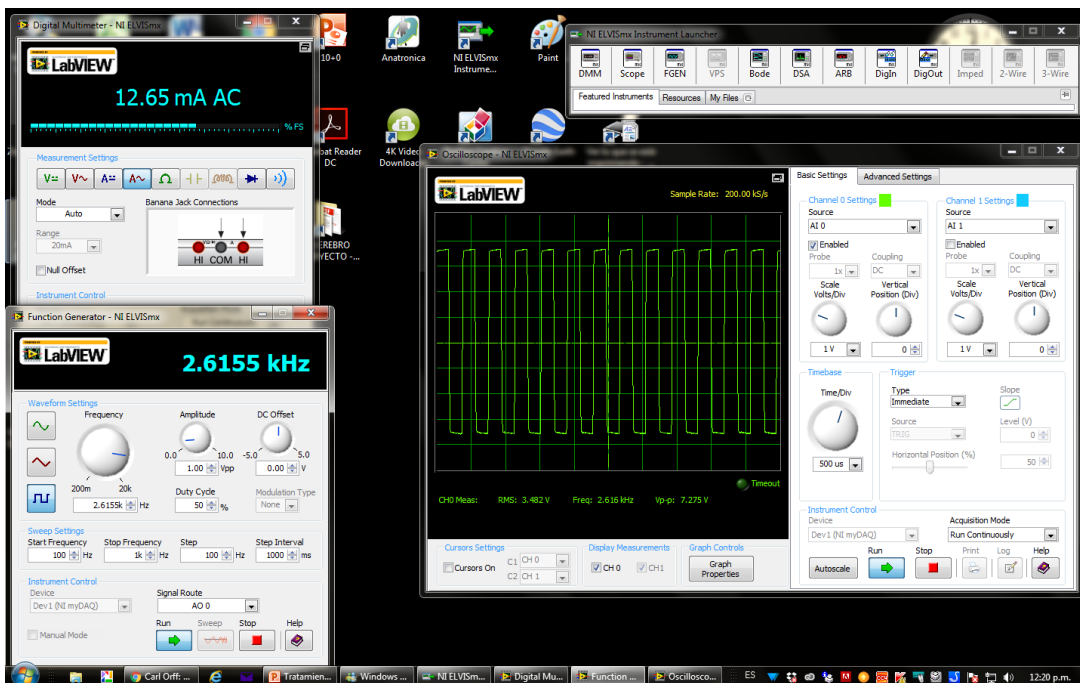 Digital Multimeter - NI ELVISmx
LabVIEW
12.65 mA AC
% FS
Measurement Settings
V=
V~
A=
A~
Ω
Mode
Auto
Banana Jack Connections
Range
20mA
HI COM HI
Null Offset
Instrument Control
Function Generator - NI ELVISmx
LabVIEW
2.6155 kHz
Waveform Settings
Frequency
Amplitude
DC Offset
0.0
10.0
-5.0
5.0
1.00 Vpp
0.00 V
200m
20k
2.6155k Hz
Duty Cycle
50 %
Modulation Type
None
Sweep Settings
Start Frequency
Stop Frequency
Step
Step Interval
100 Hz
1k Hz
100 Hz
1000 ms
Instrument Control
Device
Signal Route
Dev1 (NI myDAQ)
AO 0
Run
Sweep
Stop
Help
Manual Mode
10+0
Anatronica
NI ELVISmx
Instrume...
Paint
bat Reader
DC
4K Video
Downloa
EREBRO
YECTO -...
NI ELVISmx Instrument Launcher
DMM
Scope
FGEN
VPS
Bode
DSA
ARB
DigIn
DigOut
Imped
2-Wire
3-Wire
Featured Instruments
Resources
My Files
Oscilloscope - NI ELVISmx
LabVIEW
Sample Rate: 200.00 kS/s
Timeout
CH0 Meas: RMS: 3.482 V Freq: 2.616 kHz Vp-p: 7.275 V
Cursors Settings
Cursors On
C1 CH 0
C2 CH 1
Display Measurements
CH 0
CH1
Graph Controls
Graph
Properties
Basic Settings
Advanced Settings
Channel 0 Settings
Source
AI 0
Enabled
Probe
Coupling
1x
DC
Scale
Volts/Div
Vertical
Position (Div)
1 V
0
Channel 1 Settings
Source
AI 1
Enabled
Probe
Coupling
1x
DC
Scale
Volts/Div
Vertical
Position (Div)
1 V
0
Timebase
Time/Div
500 us
Trigger
Type
Immediate
Slope
Source
TRIG
Level (V)
0
Horizontal Position (%)
50
Instrument Control
Device
Dev1 (NI myDAQ)
Acquisition Mode
Run Continuously
Run
Stop
Print
Log
Help
Autoscale
Carl Orff: ...
Tratamien...
Windows ...
NI ELVISm...
Digital Mu...
Function ...
Oscillosco...
ES
12:20 p.m.